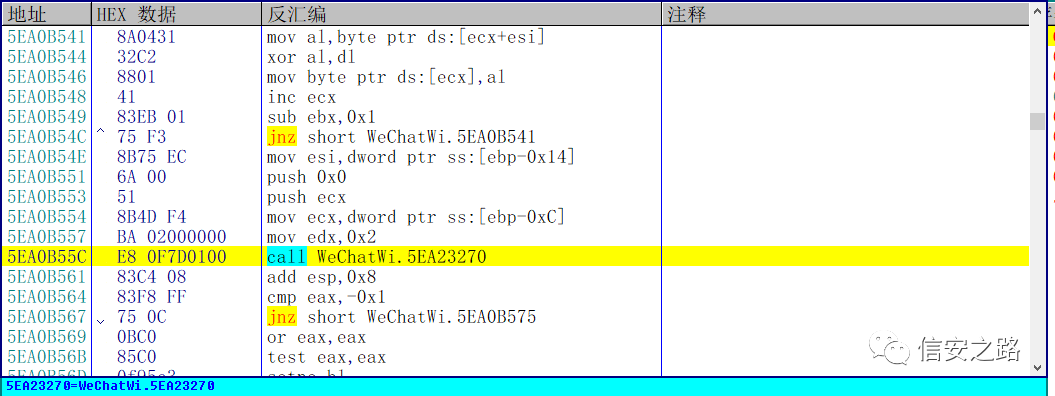 地址 HEX 数据 反汇编 注释
5EA0B541 8A0431 mov al,byte ptr ds:[ecx+esi]
5EA0B544 32C2 xor al,dl
5EA0B546 8801 mov byte ptr ds:[ecx],al
5EA0B548 41 inc ecx
5EA0B549 83EB 01 sub ebx,0x1
5EA0B54C ^ 75 F3 jnz short WeChatWi.5EA0B541
5EA0B54E 8B75 EC mov esi,dword ptr ss:[ebp-0x14]
5EA0B551 6A 00 push 0x0
5EA0B553 51 push ecx
5EA0B554 8B4D F4 mov ecx,dword ptr ss:[ebp-0xC]
5EA0B557 BA 02000000 mov edx,0x2
5EA0B55C E8 0F7D0100 call WeChatWi.5EA23270
5EA0B561 83C4 08 add esp,0x8
5EA0B564 83F8 FF cmp eax,-0x1
5EA0B567 75 0C jnz short WeChatWi.5EA0B575
5EA0B569 0BC0 or eax,eax
5EA0B56B 85C0 test eax,eax
5EA0B56D 0f95c3 setne bl
信安之路
5EA23270=WeChatWi.5EA23270